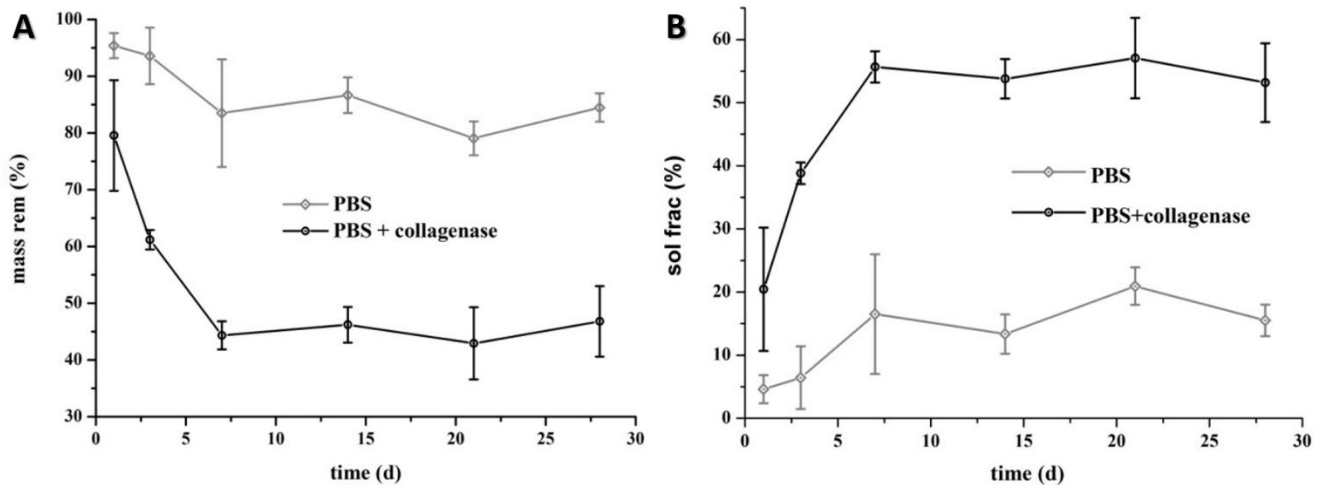 A
100
90
80
70
60
50
40
30
mass rem (%)
PBS
PBS + collagenase
0 5 10 15 20 25 30
time (d)
B
60
50
40
30
20
10
0
sol frac (%)
PBS
PBS+collagenase
0 5 10 15 20 25 30
time (d)